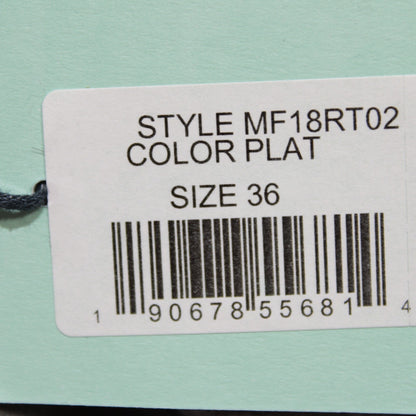 STYLE MF18RT02
COLOR PLAT
SIZE 36
1 90678 55681 4